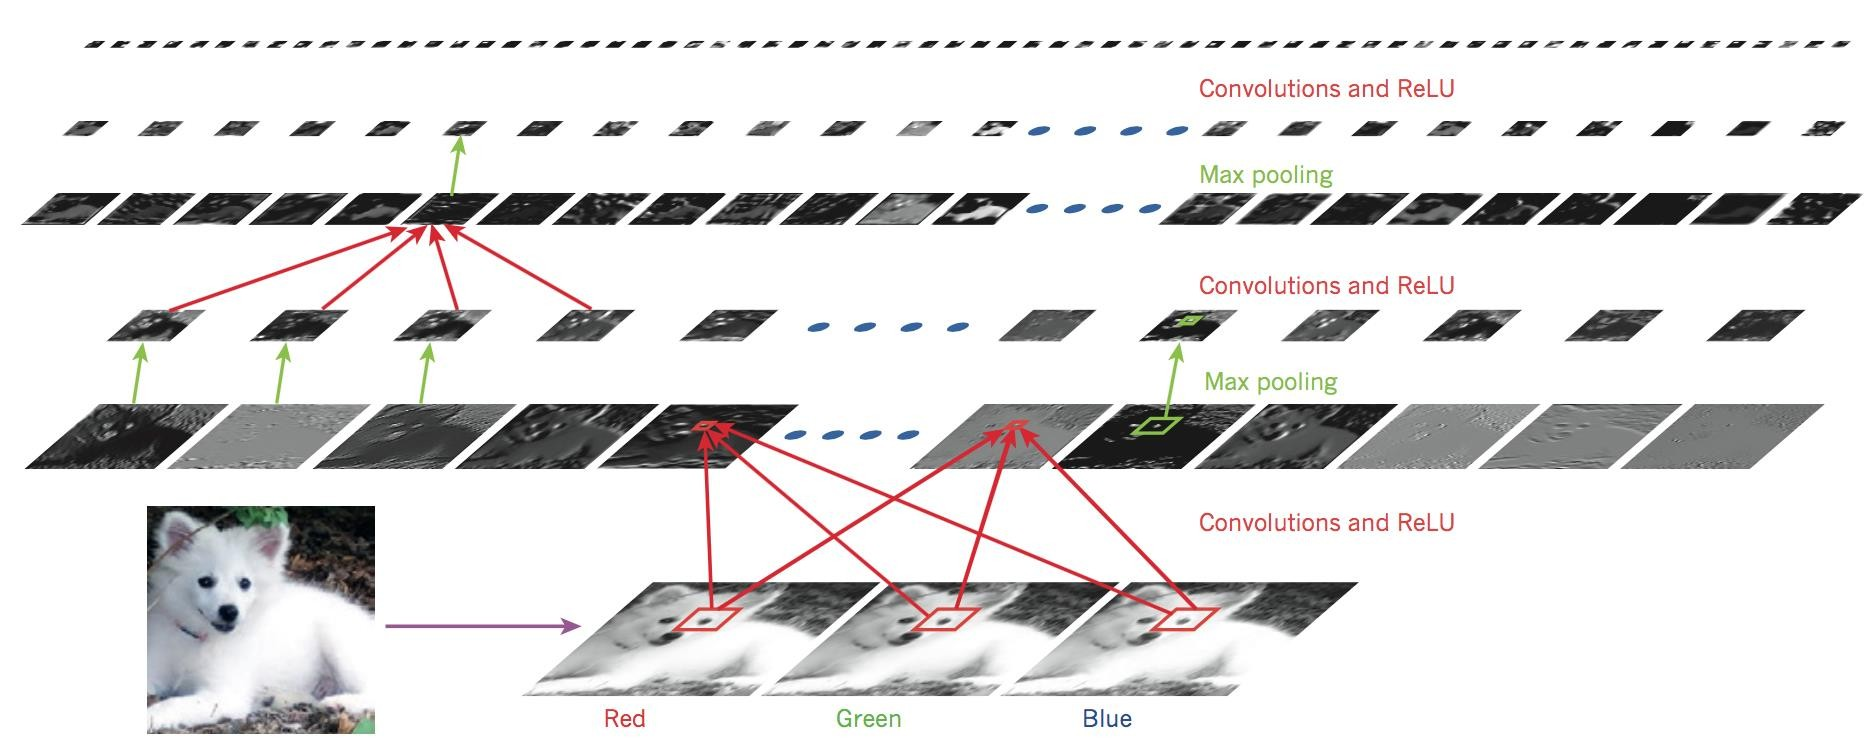 Convolutions and ReLU
Max pooling
Convolutions and ReLU
Max pooling
Convolutions and ReLU
Red
Green
Blue